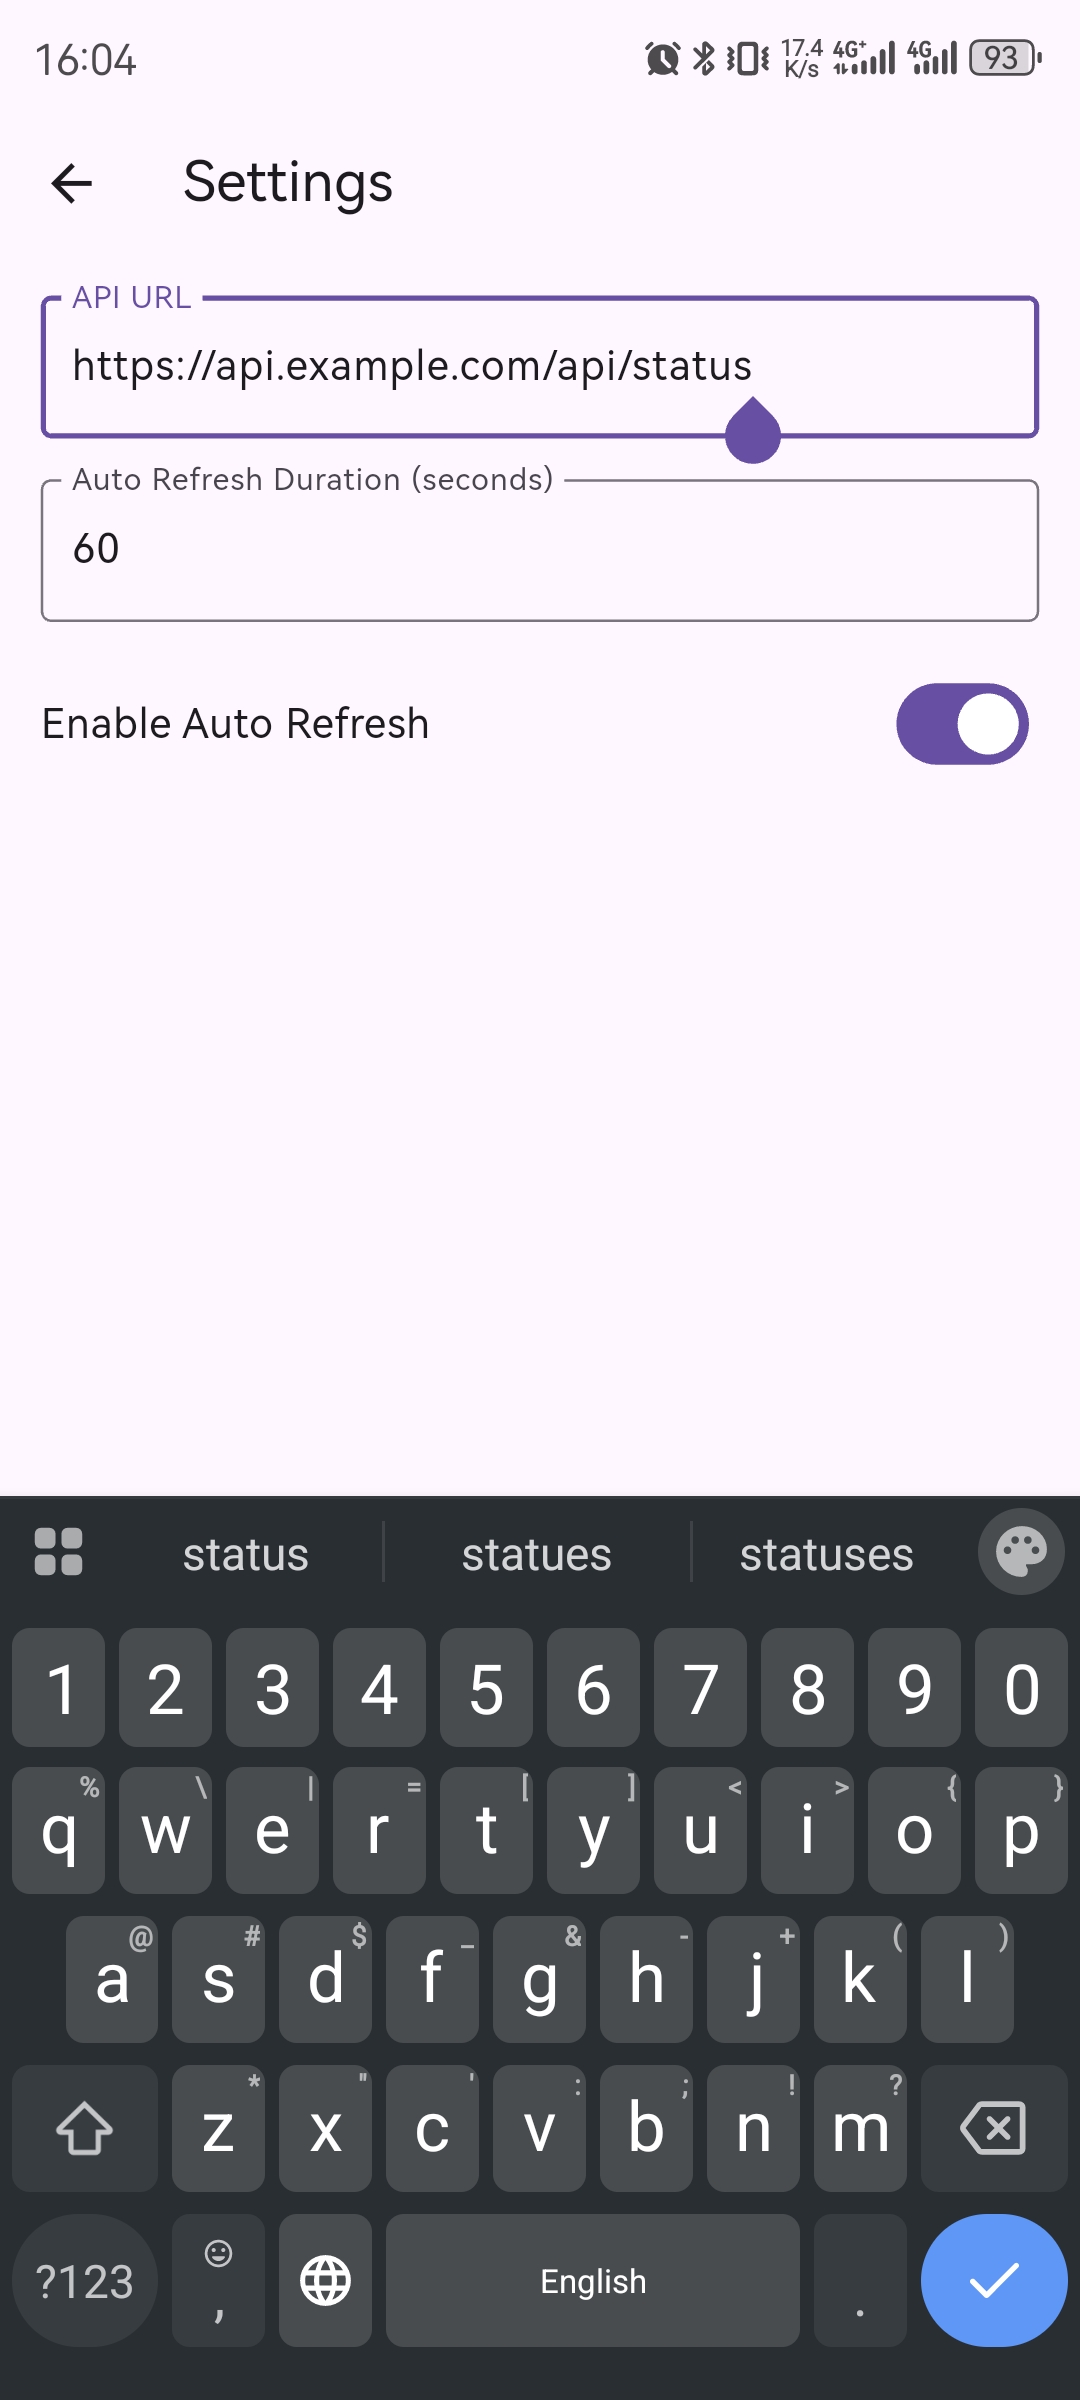 16:04 17.4 K/s 4G+ 4G 93
Settings
API URL
https://api.example.com/api/status
Auto Refresh Duration (seconds)
60
Enable Auto Refresh
status statues statuses
1 2 3 4 5 6 7 8 9 0
% \ | = [ ] < > { }
q w e r t y u i o p
@ # $ _ & - + ( )
a s d f g h j k l
* " ' : ; ! ?
z x c v b n m
?123 , English .